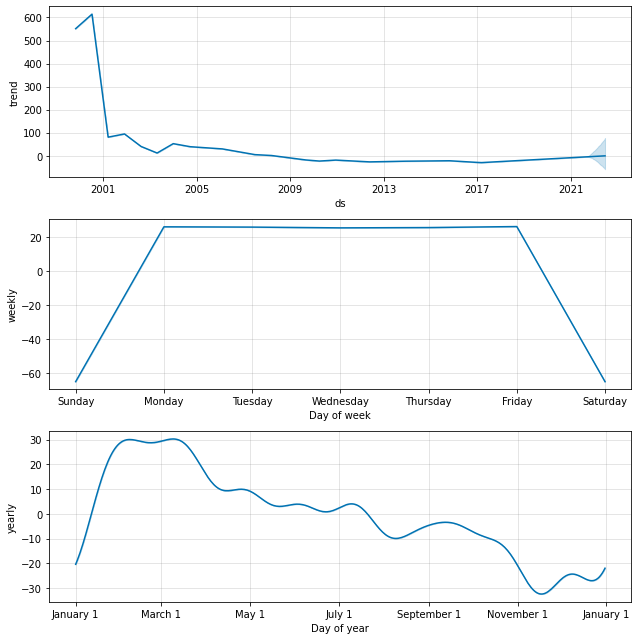 600
500
400
300
200
100
0
trend
2001 2005 2009 2013 2017 2021
ds
20
0
−20
−40
−60
weekly
Sunday Monday Tuesday Wednesday Thursday Friday Saturday
Day of week
30
20
10
0
−10
−20
−30
yearly
January 1 March 1 May 1 July 1 September 1 November 1 January 1
Day of year